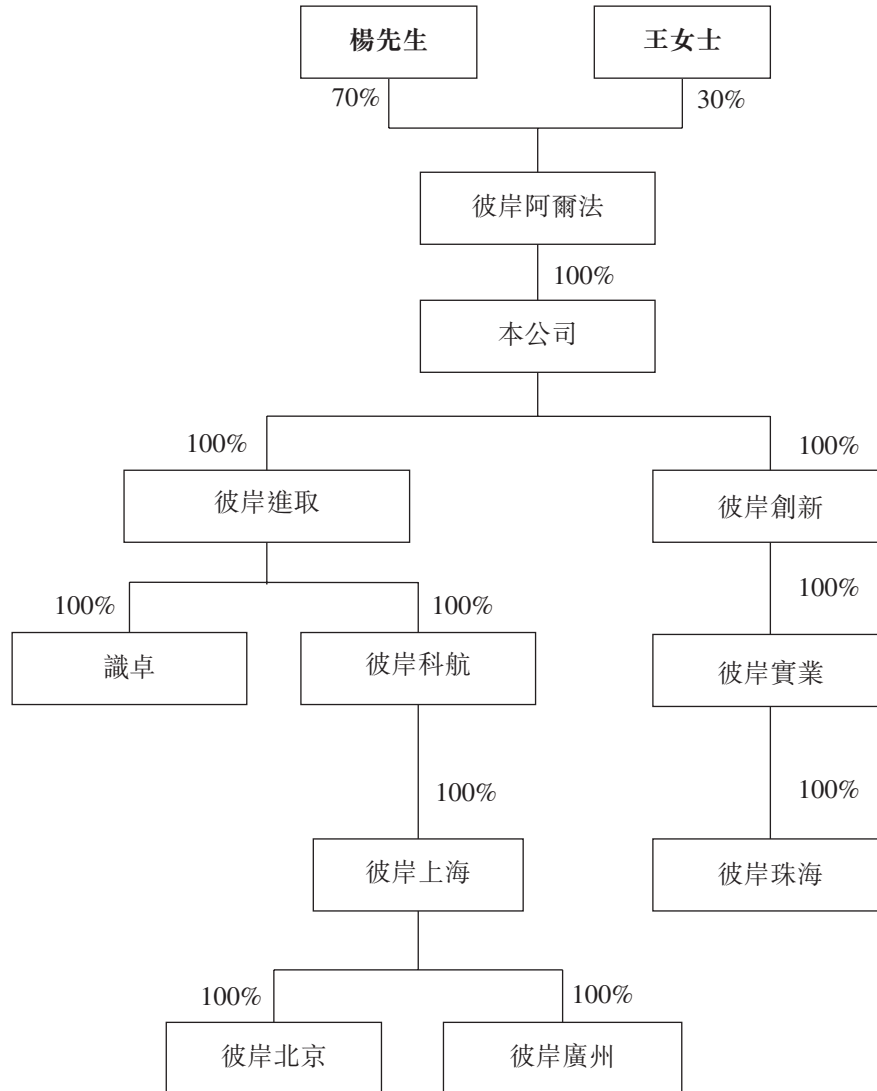 楊先生
王女士
70%
30%
彼岸阿爾法
100%
本公司
100%
100%
彼岸進取
彼岸創新
100%
100%
100%
識卓
彼岸科航
彼岸實業
100%
100%
彼岸上海
彼岸珠海
100%
100%
彼岸北京
彼岸廣州